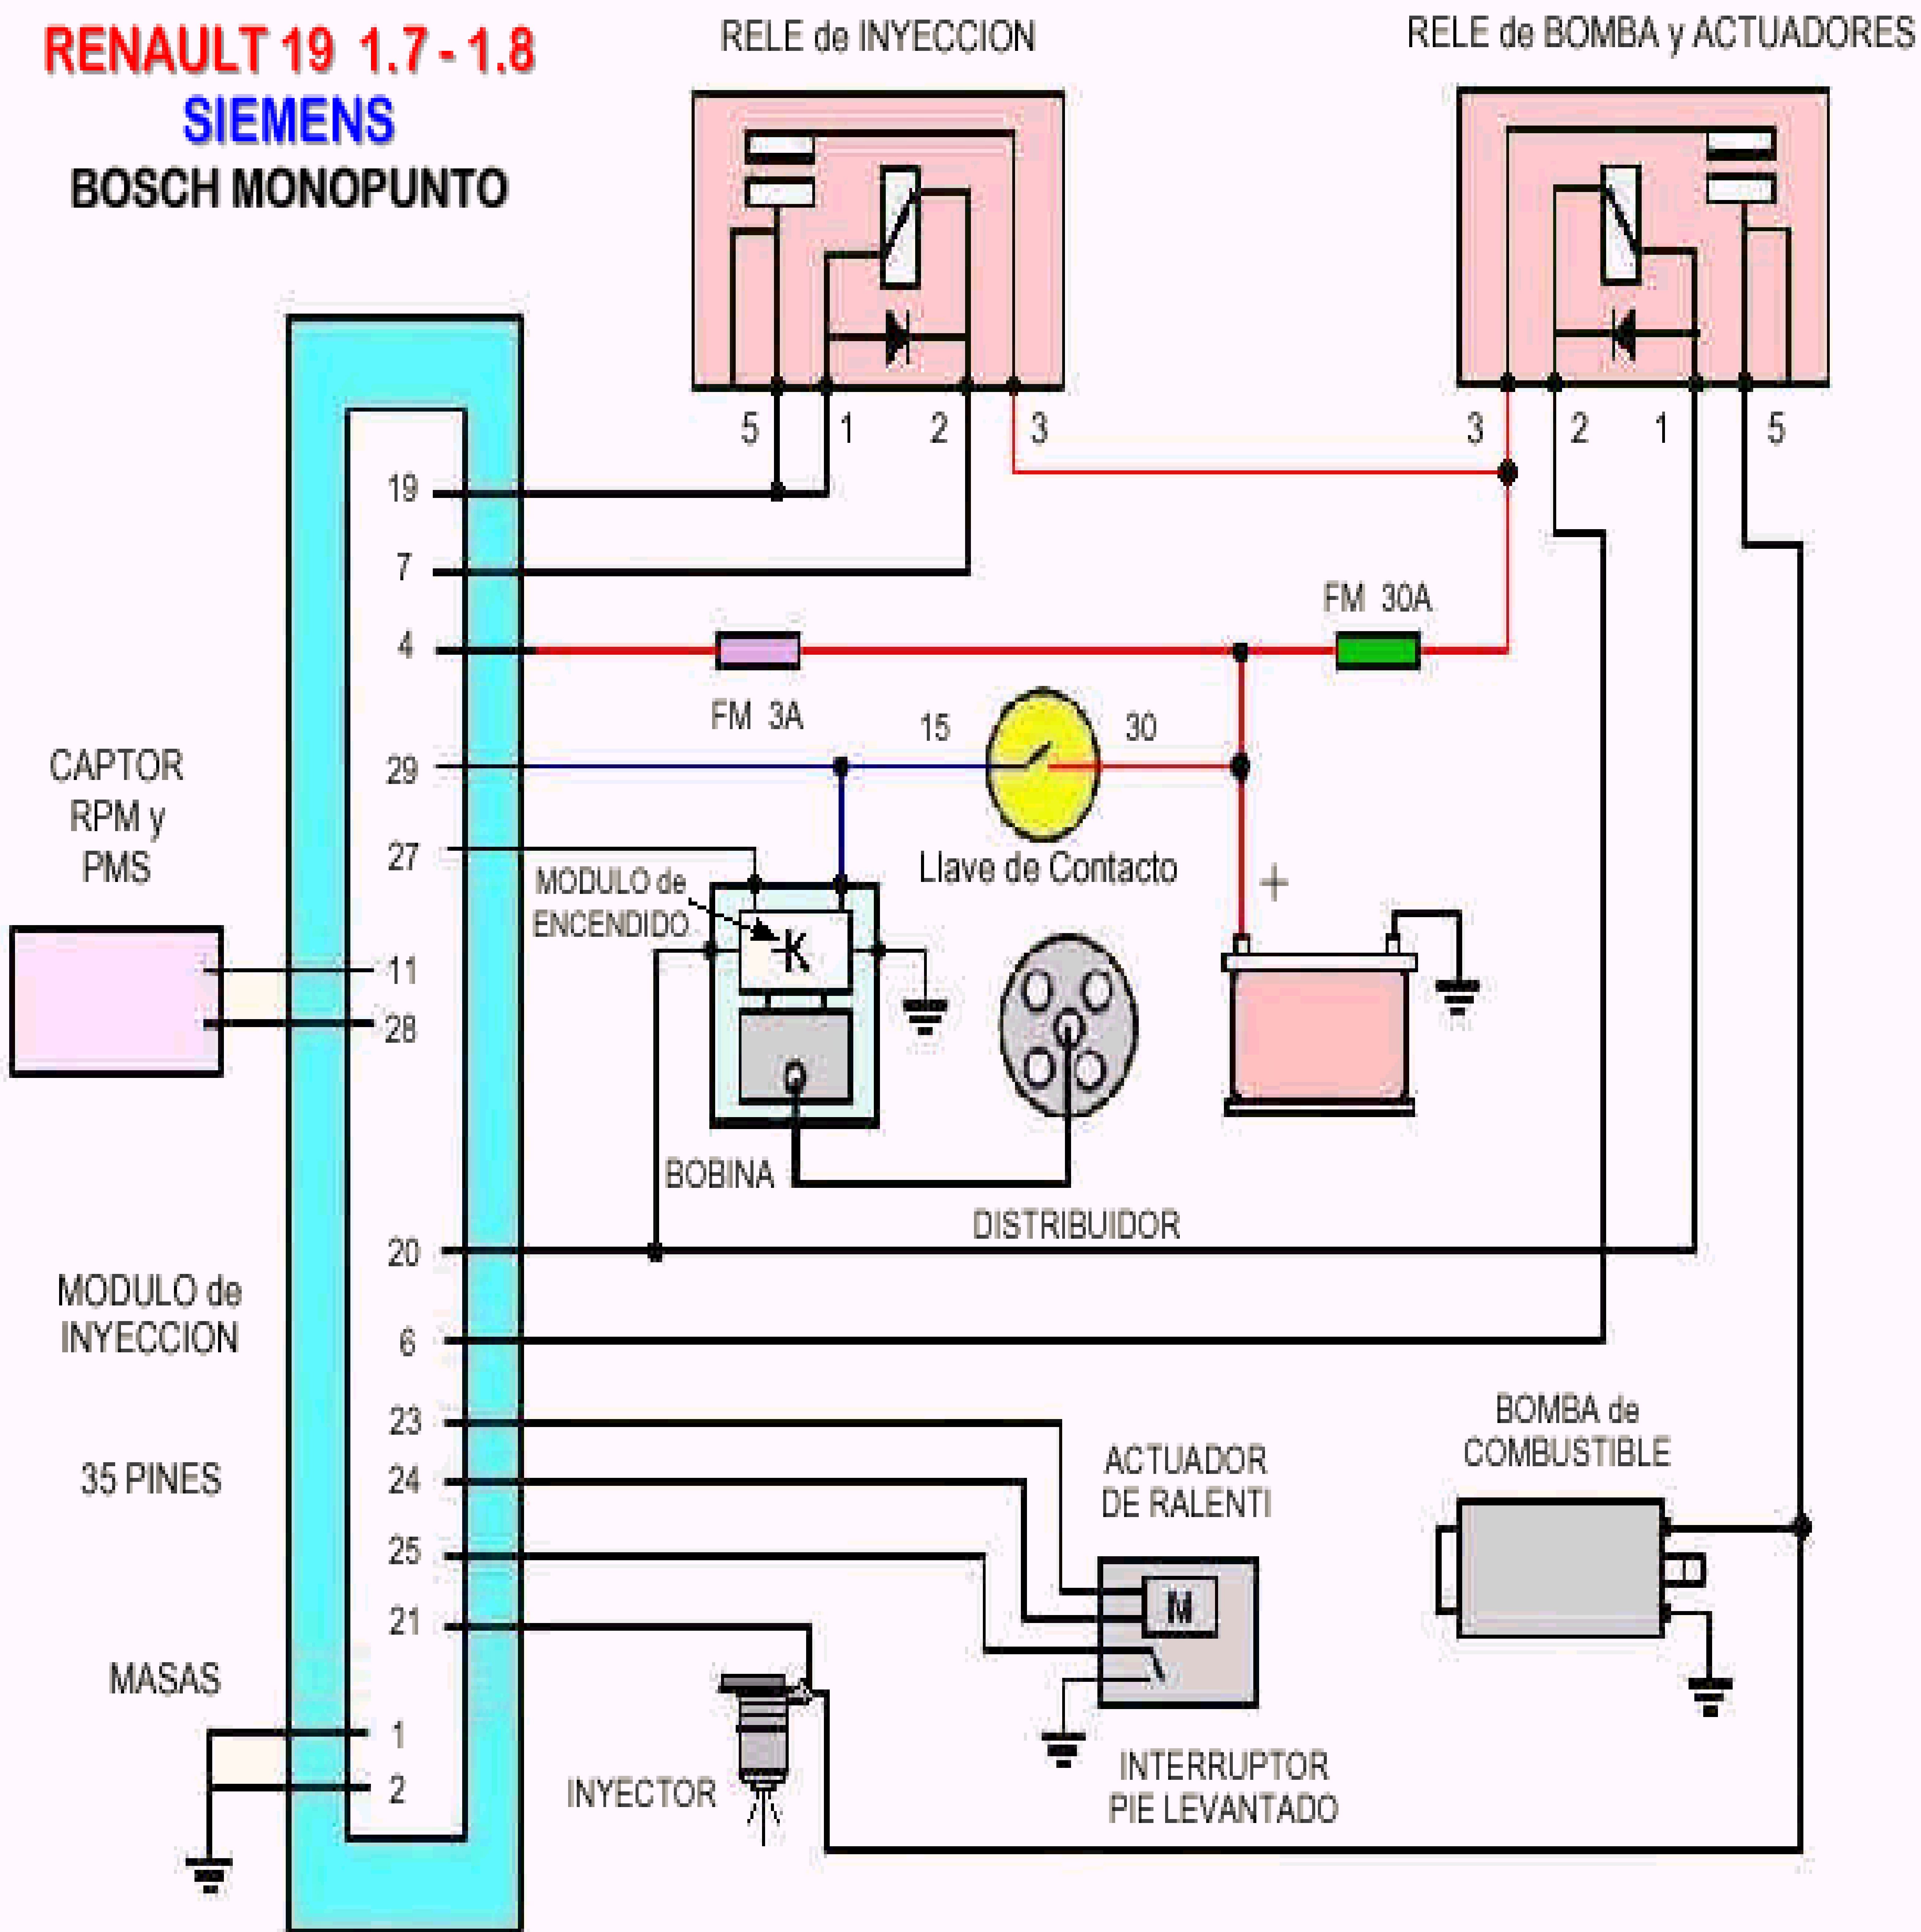 RENAULT 19 1.7 - 1.8
SIEMENS
BOSCH MONOPUNTO
RELE de INYECCION
RELE de BOMBA y ACTUADORES
5 1 2 3
3 2 1 5
19
7
4
FM 3A
FM 30A
15
30
29
Llave de Contacto
27
CAPTOR
RPM y
PMS
MODULO de
ENCENDIDO
K
+
11
28
BOBINA
DISTRIBUIDOR
20
MODULO de
INYECCION
6
23
35 PINES
24
25
21
ACTUADOR
DE RALENTI
M
BOMBA de
COMBUSTIBLE
MASAS
1
2
INYECTOR
INTERRUPTOR
PIE LEVANTADO